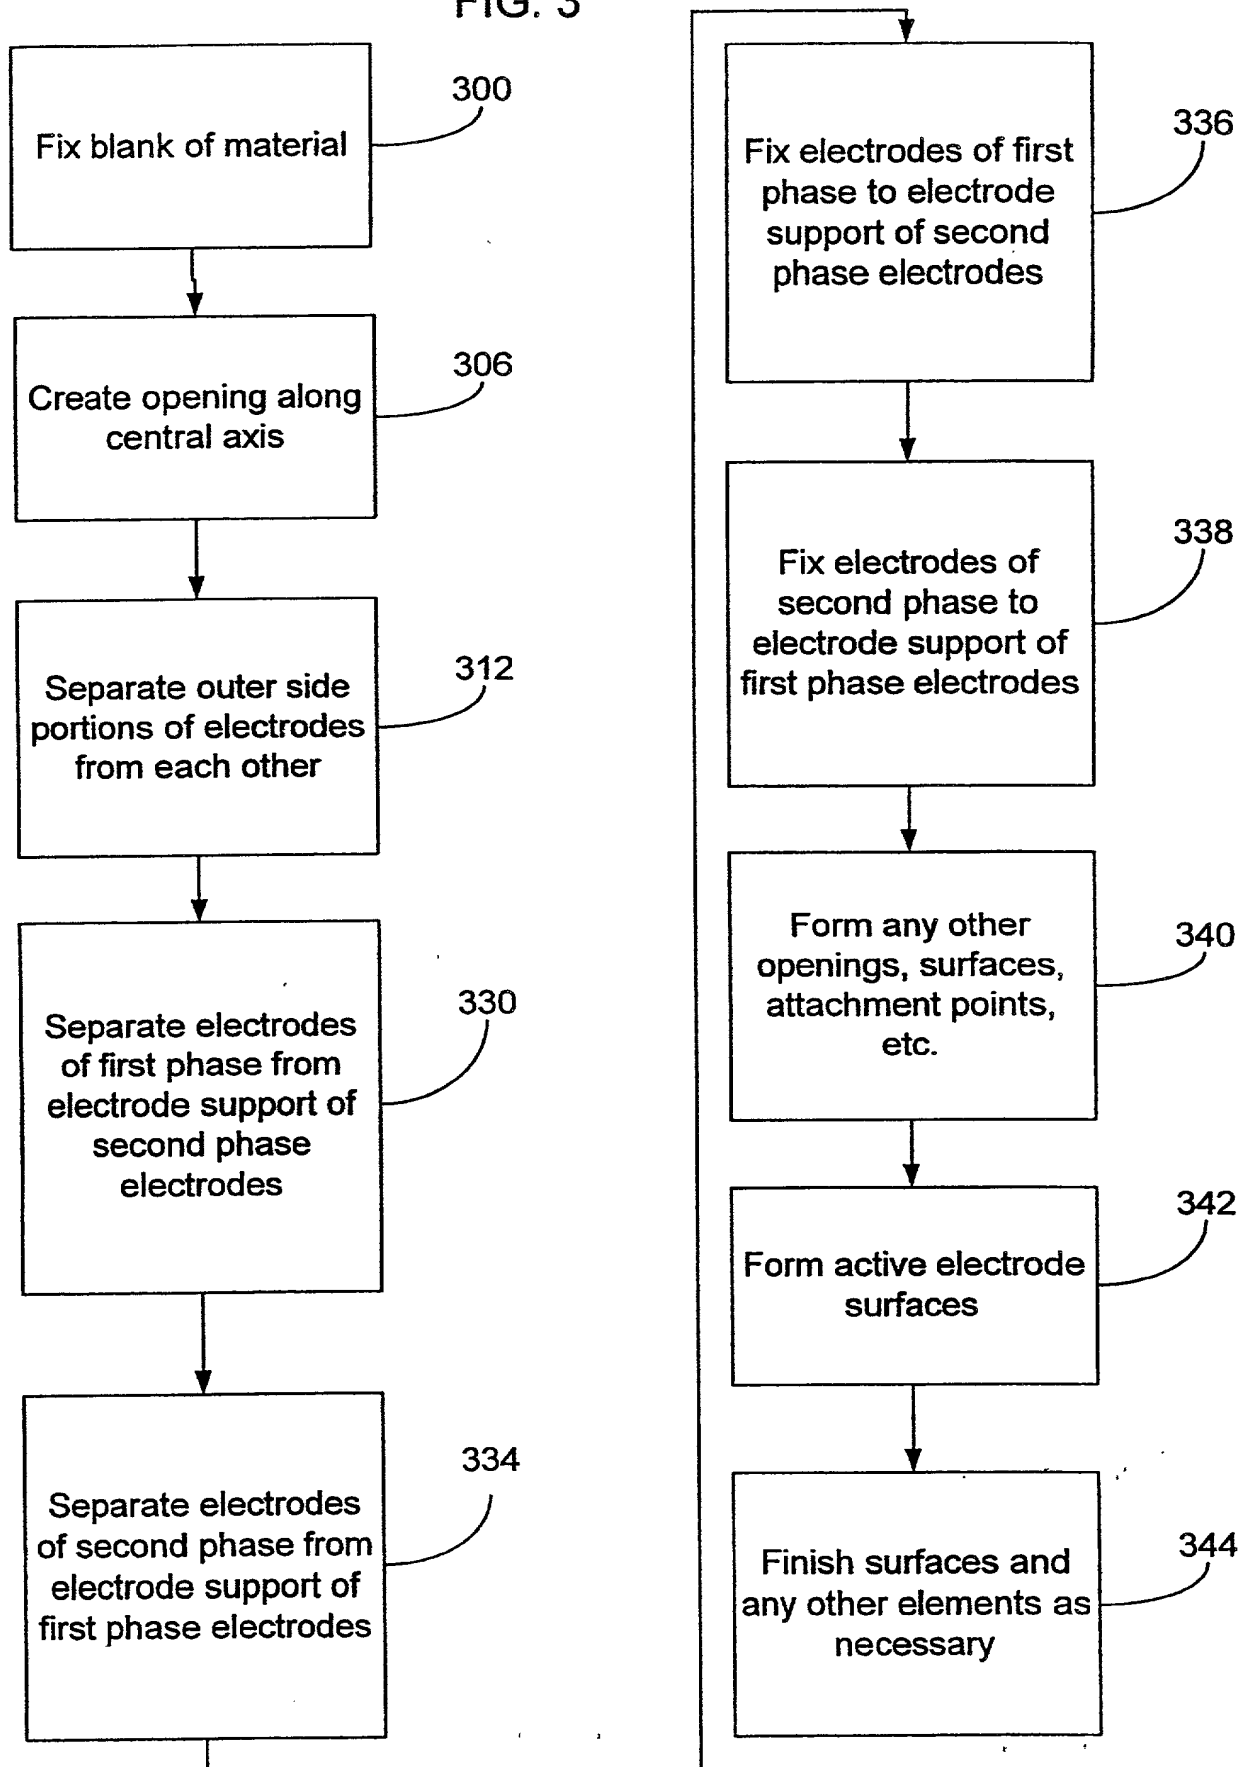 FIG. 3
Fix blank of material
300
Create opening along
central axis
306
Separate outer side
portions of electrodes
from each other
312
Separate electrodes
of first phase from
electrode support of
second phase
electrodes
330
Separate electrodes
of second phase from
electrode support of
first phase electrodes
334
Fix electrodes of first
phase to electrode
support of second
phase electrodes
336
Fix electrodes of
second phase to
electrode support of
first phase electrodes
338
Form any other
openings, surfaces,
attachment points,
etc.
340
Form active electrode
surfaces
342
Finish surfaces and
any other elements as
necessary
344